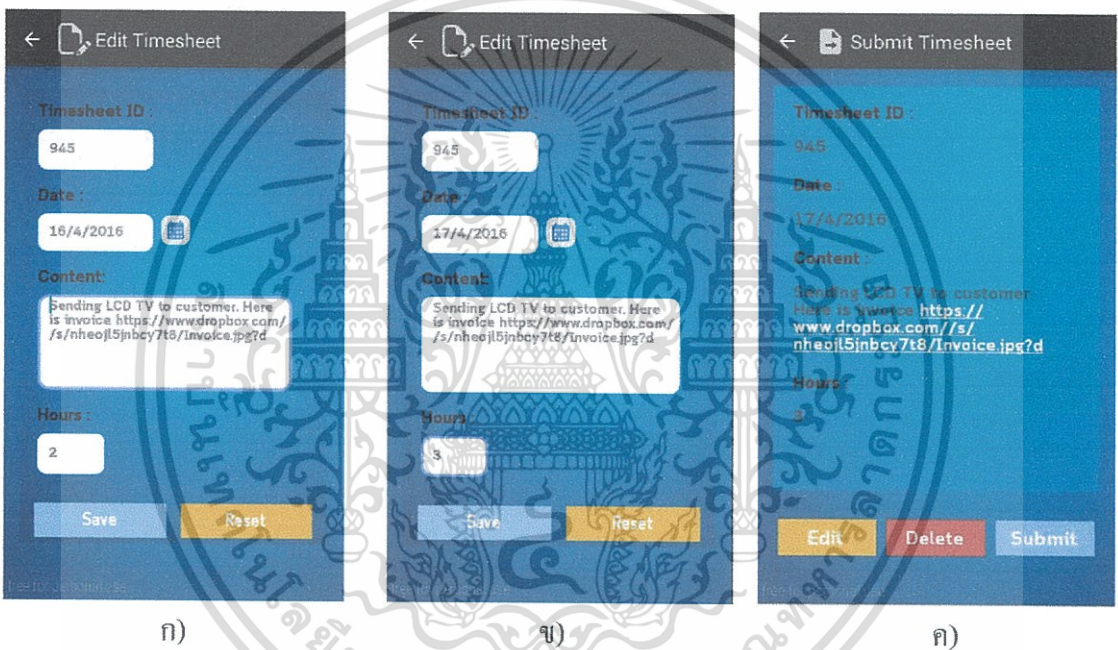 Edit Timesheet
Timesheet ID :
945
Date :
16/4/2016
Content:
Sending LCD TV to customer. Here
is invoice https://www.dropbox.com/
/s/nheojl5jnbcy7t8/Invoice.jpg?d
Hours :
2
Save Reset
free for personal use
ก)
Edit Timesheet
Timesheet ID :
945
Date :
17/4/2016
Content:
Sending LCD TV to customer. Here
is invoice https://www.dropbox.com/
/s/nheojl5jnbcy7t8/Invoice.jpg?d
Hours :
3
Save Reset
ข)
Submit Timesheet
Timesheet ID :
945
Date :
17/4/2016
Content :
Sending LCD TV to customer
Here is invoice https://
www.dropbox.com//s/
nheojl5jnbcy7t8/Invoice.jpg?d
Hours :
3
Edit Delete Submit
ค)